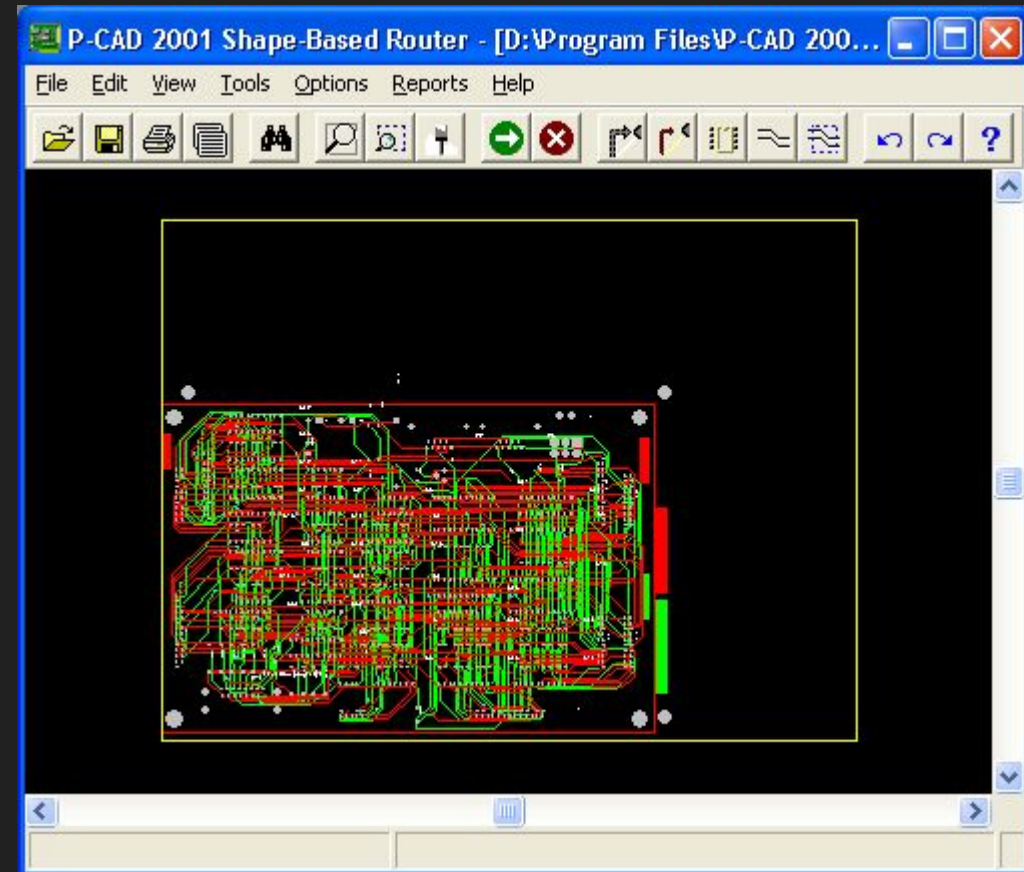 P-CAD 2001 Shape-Based Router - [D:\Program Files\P-CAD 200...
File Edit View Tools Options Reports Help
?